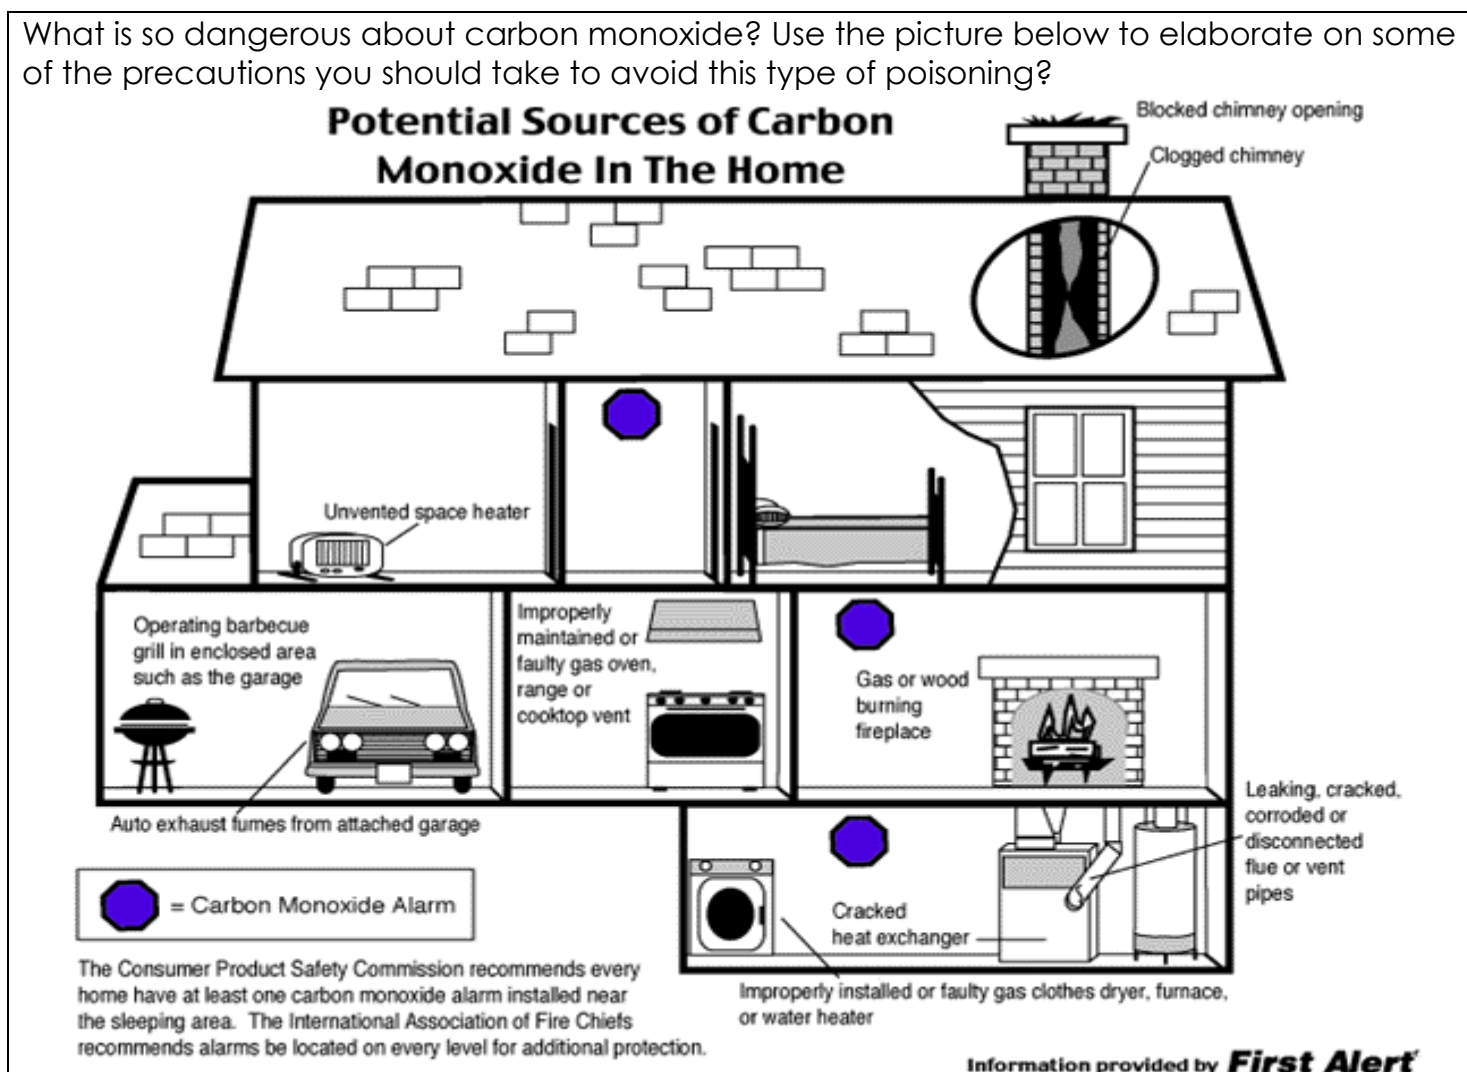 What is so dangerous about carbon monoxide? Use the picture below to elaborate on some
of the precautions you should take to avoid this type of poisoning?
Potential Sources of Carbon
Monoxide In The Home
Blocked chimney opening
Clogged chimney
Unvented space heater
Operating barbecue
grill in enclosed area
such as the garage
Improperly
maintained or
faulty gas oven,
range or
cooktop vent
Gas or wood
burning
fireplace
Auto exhaust fumes from attached garage
Leaking, cracked,
corroded or
disconnected
flue or vent
pipes
= Carbon Monoxide Alarm
Cracked
heat exchanger
The Consumer Product Safety Commission recommends every
home have at least one carbon monoxide alarm installed near
the sleeping area. The International Association of Fire Chiefs
recommends alarms be located on every level for additional protection.
Improperly installed or faulty gas clothes dryer, furnace,
or water heater
Information provided by First Alert